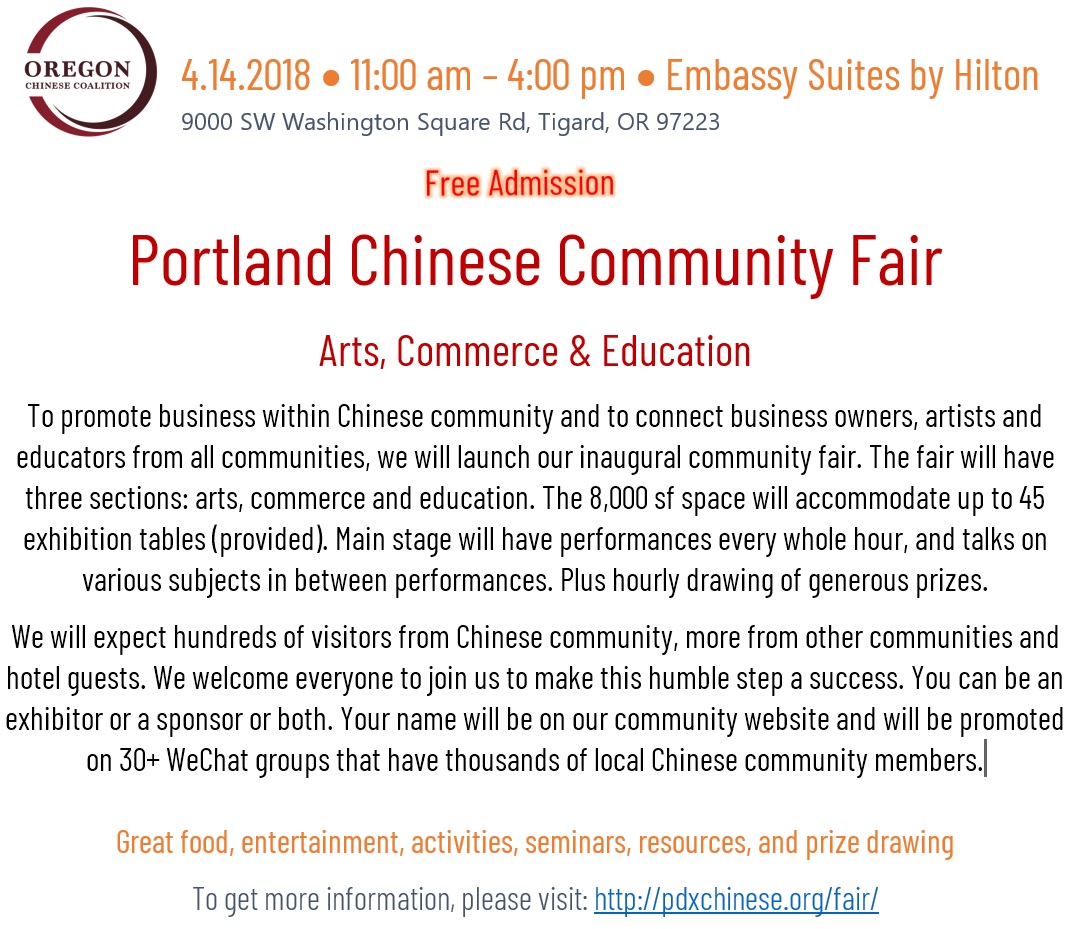 OREGON
CHINESE COALITION
4.14.2018 ● 11:00 am – 4:00 pm ● Embassy Suites by Hilton
9000 SW Washington Square Rd, Tigard, OR 97223
Free Admission
Portland Chinese Community Fair
Arts, Commerce & Education
To promote business within Chinese community and to connect business owners, artists and
educators from all communities, we will launch our inaugural community fair. The fair will have
three sections: arts, commerce and education. The 8,000 sf space will accommodate up to 45
exhibition tables (provided). Main stage will have performances every whole hour, and talks on
various subjects in between performances. Plus hourly drawing of generous prizes.
We will expect hundreds of visitors from Chinese community, more from other communities and
hotel guests. We welcome everyone to join us to make this humble step a success. You can be an
exhibitor or a sponsor or both. Your name will be on our community website and will be promoted
on 30+ WeChat groups that have thousands of local Chinese community members.
Great food, entertainment, activities, seminars, resources, and prize drawing
To get more information, please visit: http://pdxchinese.org/fair/